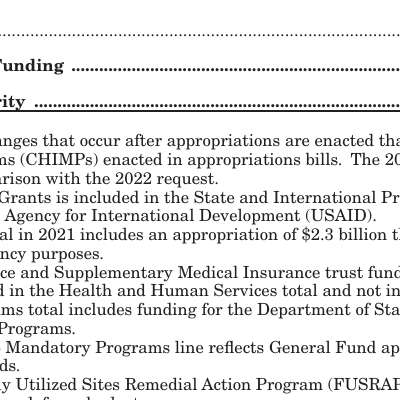 Funding
anges that occur after appropriations are enacted tha
ms (CHIMPs) enacted in appropriations bills. The 20
arison with the 2022 request.
Grants is included in the State and International Pr
Agency for International Development (USAID).
al in 2021 includes an appropriation of $2.3 billion t
ncy purposes.
ce and Supplementary Medical Insurance trust fund
d in the Health and Human Services total and not in
ms total includes funding for the Department of Sta
Programs.
Mandatory Programs line reflects General Fund ap
ds.
ly Utilized Sites Remedial Action Program (FUSRAP